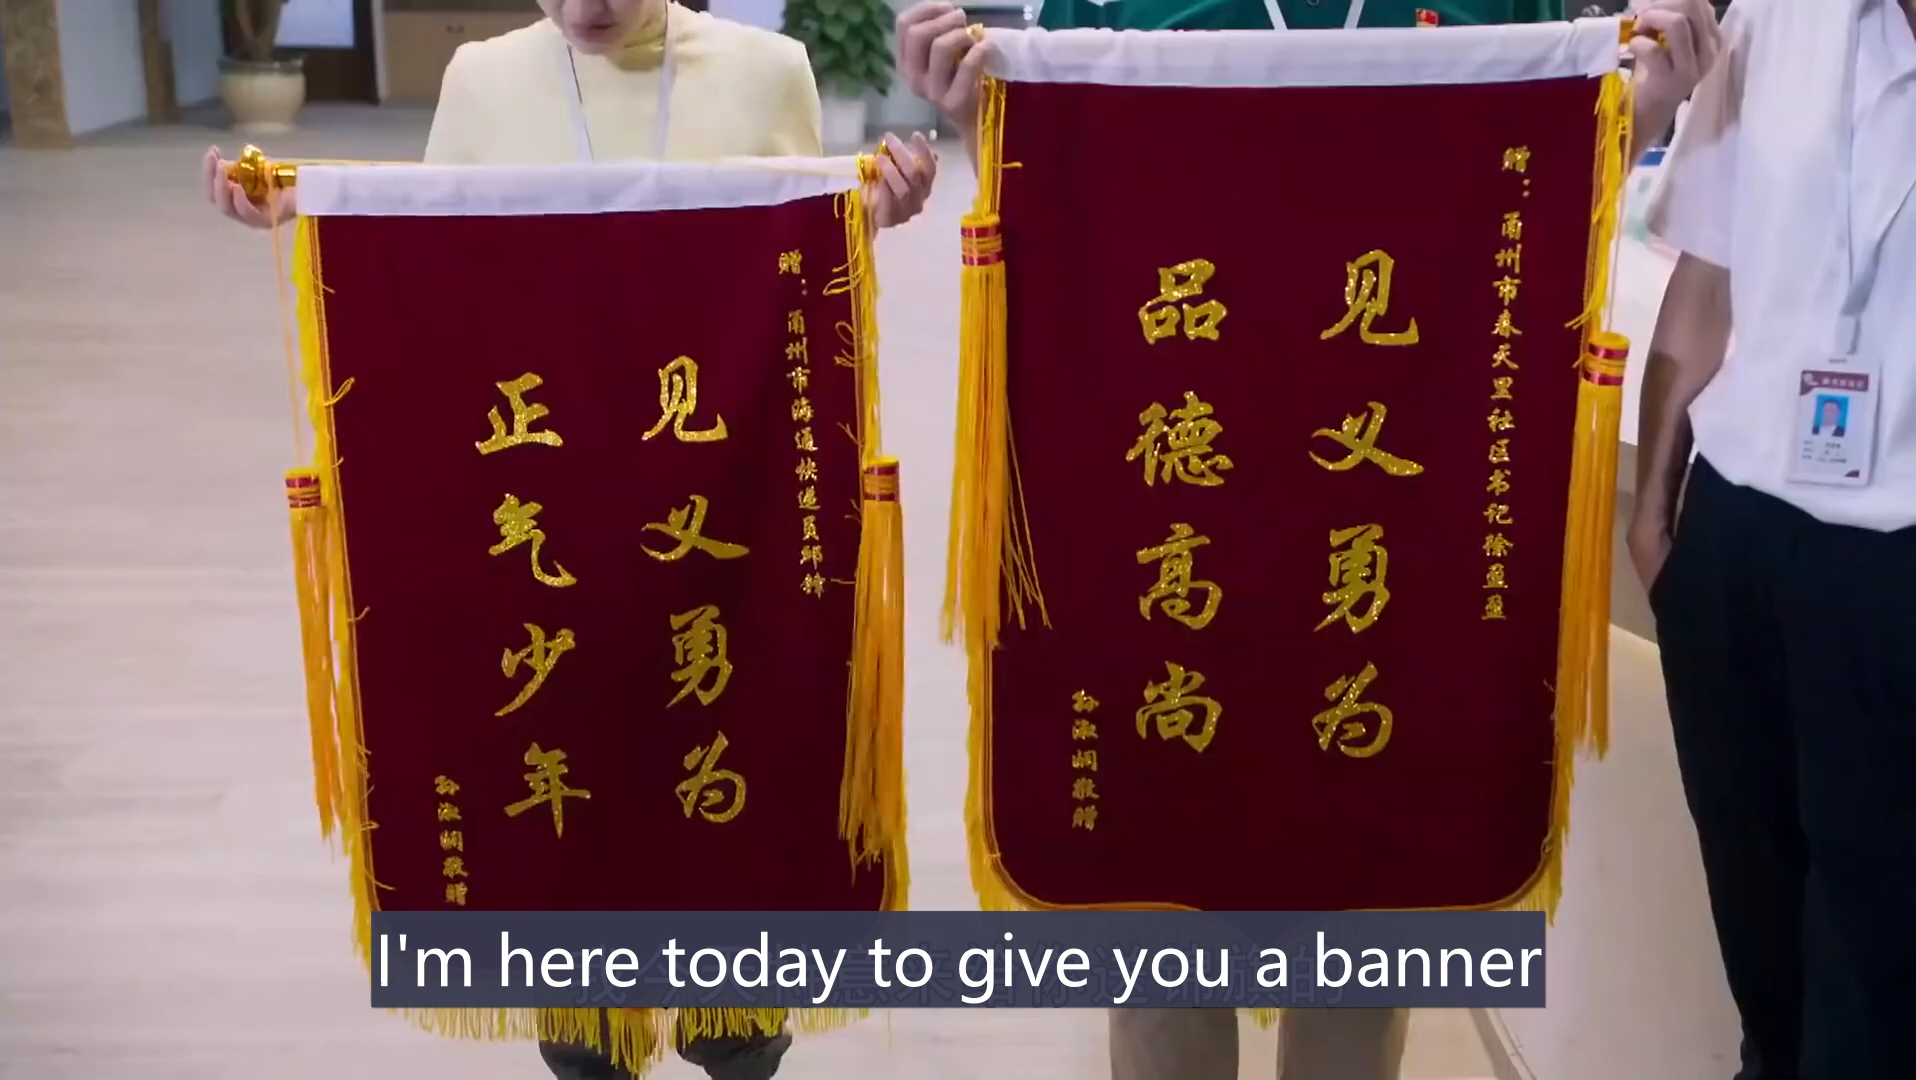 赠：甬州市海通快递员邱锋
见义勇为
正气少年
孙淑娴敬赠
赠：甬州市春天里社区书记徐盈盈
见义勇为
品德高尚
孙淑娴敬赠
I'm here today to give you a banner